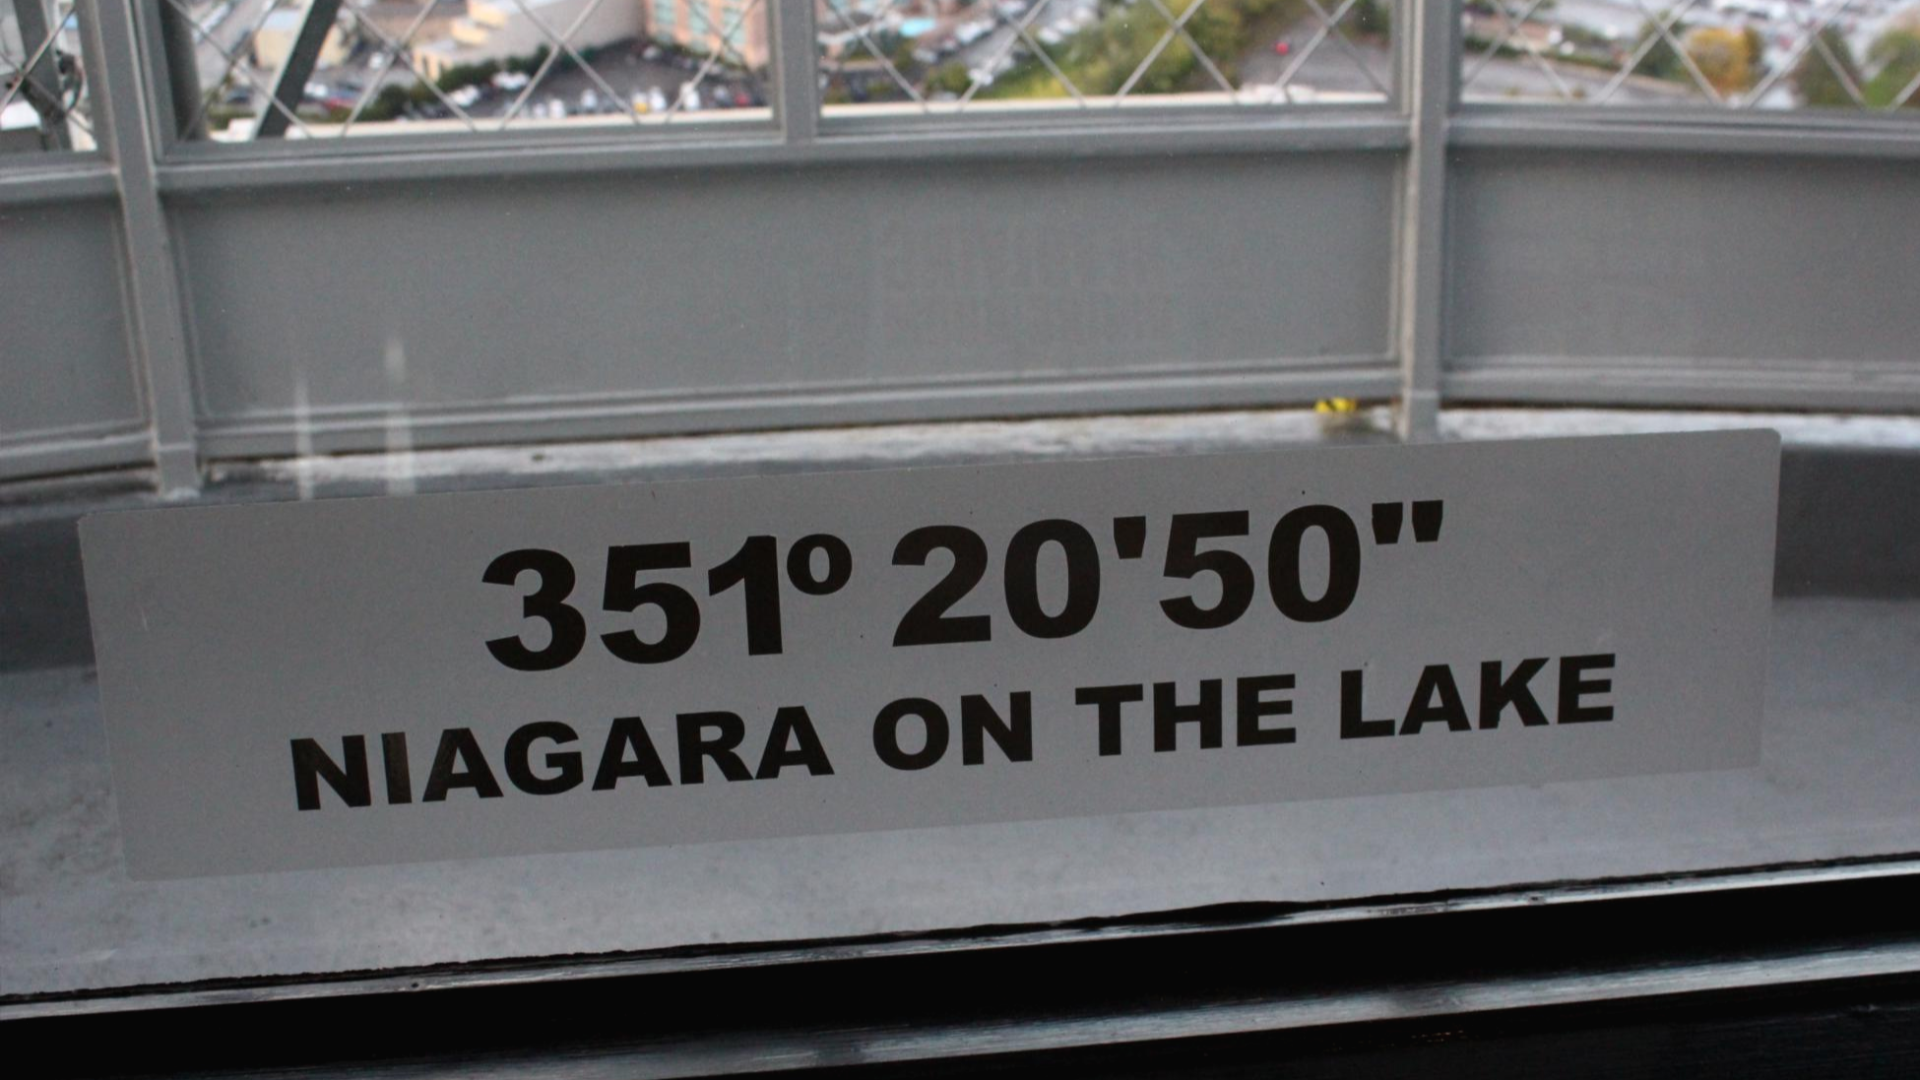 351º 20'50"
NIAGARA ON THE LAKE